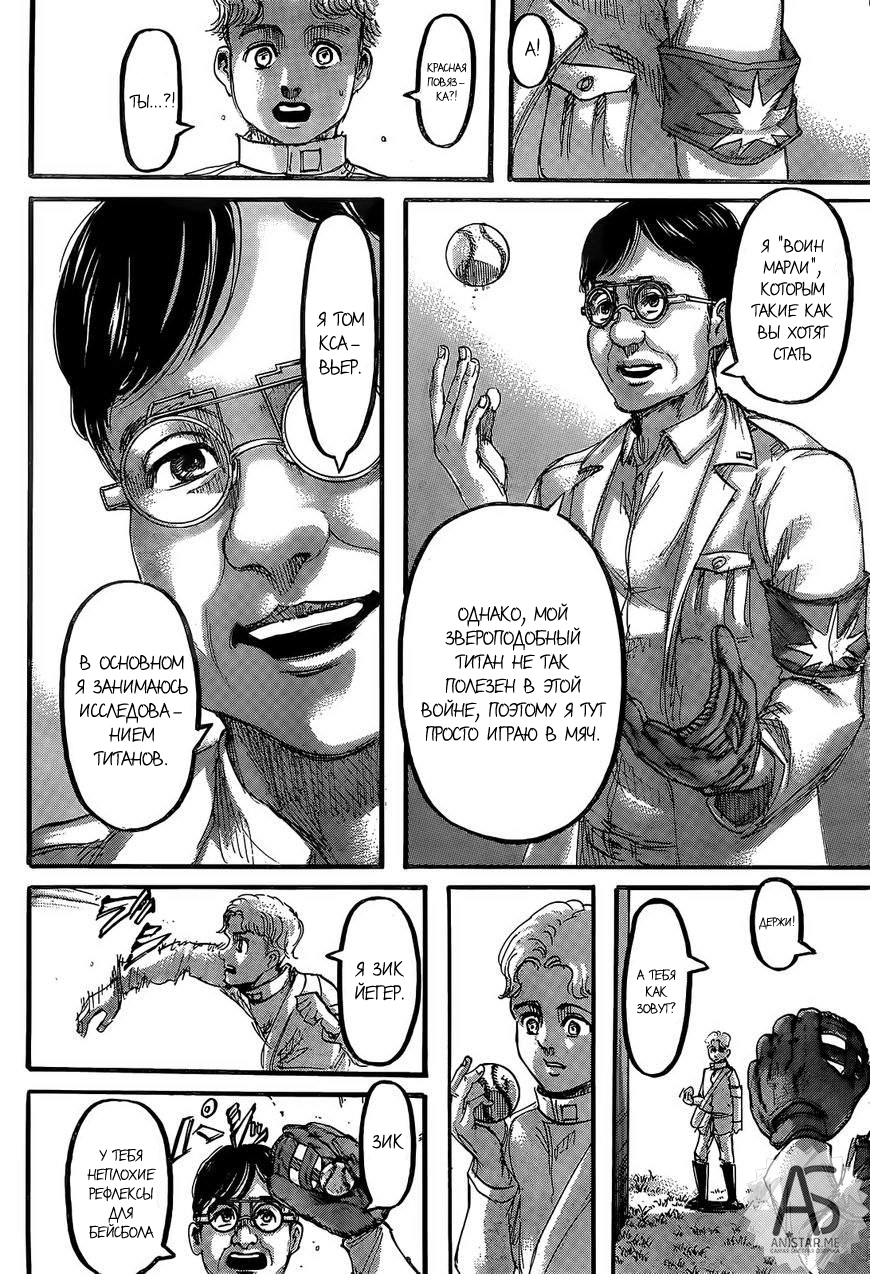 А!
КРАСНАЯ
ПОВЯЗ-
КА?!
ТЫ...?!
Я "ВОИН
МАРЛИ",
КОТОРЫМ
ТАКИЕ КАК
ВЫ ХОТЯТ
СТАТЬ
ОДНАКО, МОЙ
ЗВЕРОПОДОБНЫЙ
ТИТАН НЕ ТАК
ПОЛЕЗЕН В ЭТОЙ
ВОЙНЕ, ПОЭТОМУ Я ТУТ
ПРОСТО ИГРАЮ В МЯЧ.
Я ТОМ
КСА-
ВЬЕР.
В ОСНОВНОМ
Я ЗАНИМАЮСЬ
ИССЛЕДОВА-
НИЕМ
ТИТАНОВ.
ДЕРЖИ!
А ТЕБЯ
КАК
ЗОВУТ?
Я ЗИК
ЙЕГЕР.
ЗИК
У ТЕБЯ
НЕПЛОХИЕ
РЕФЛЕКСЫ
ДЛЯ
БЕЙСБОЛА
AS
ANISTAR.ME